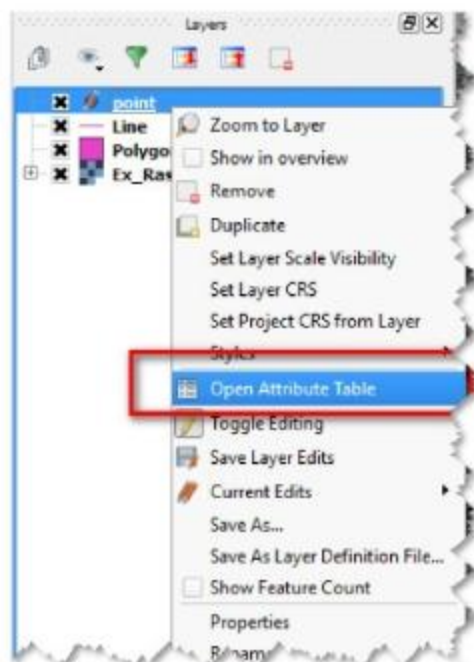 Layers
point
Line
Polygo
Ex_Ras
Zoom to Layer
Show in overview
Remove
Duplicate
Set Layer Scale Visibility
Set Layer CRS
Set Project CRS from Layer
Styles
Open Attribute Table
Toggle Editing
Save Layer Edits
Current Edits
Save As...
Save As Layer Definition File...
Show Feature Count
Properties
Renam